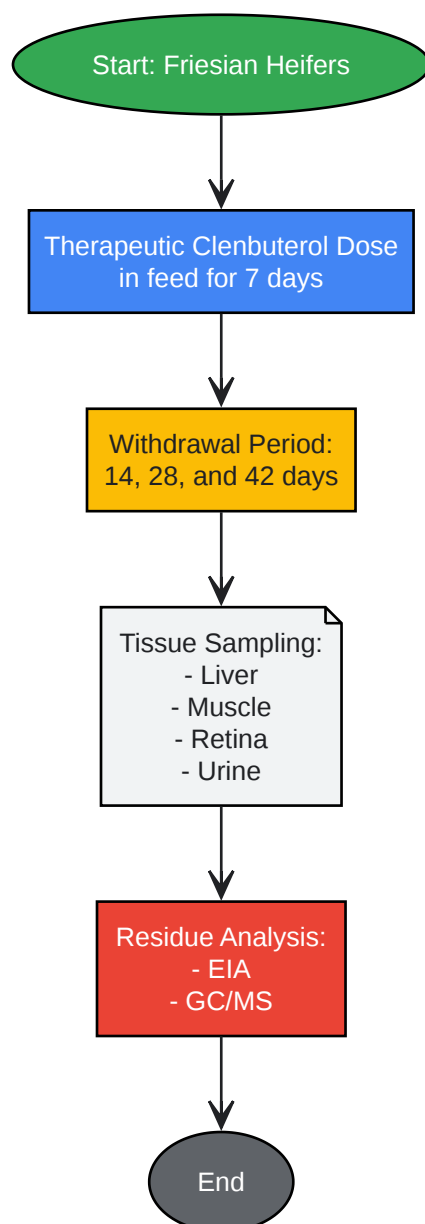 Start: Friesian Heifers
Therapeutic Clenbuterol Dose
in feed for 7 days
Withdrawal Period:
14, 28, and 42 days
Tissue Sampling:
- Liver
- Muscle
- Retina
- Urine
Residue Analysis:
- EIA
- GC/MS
End